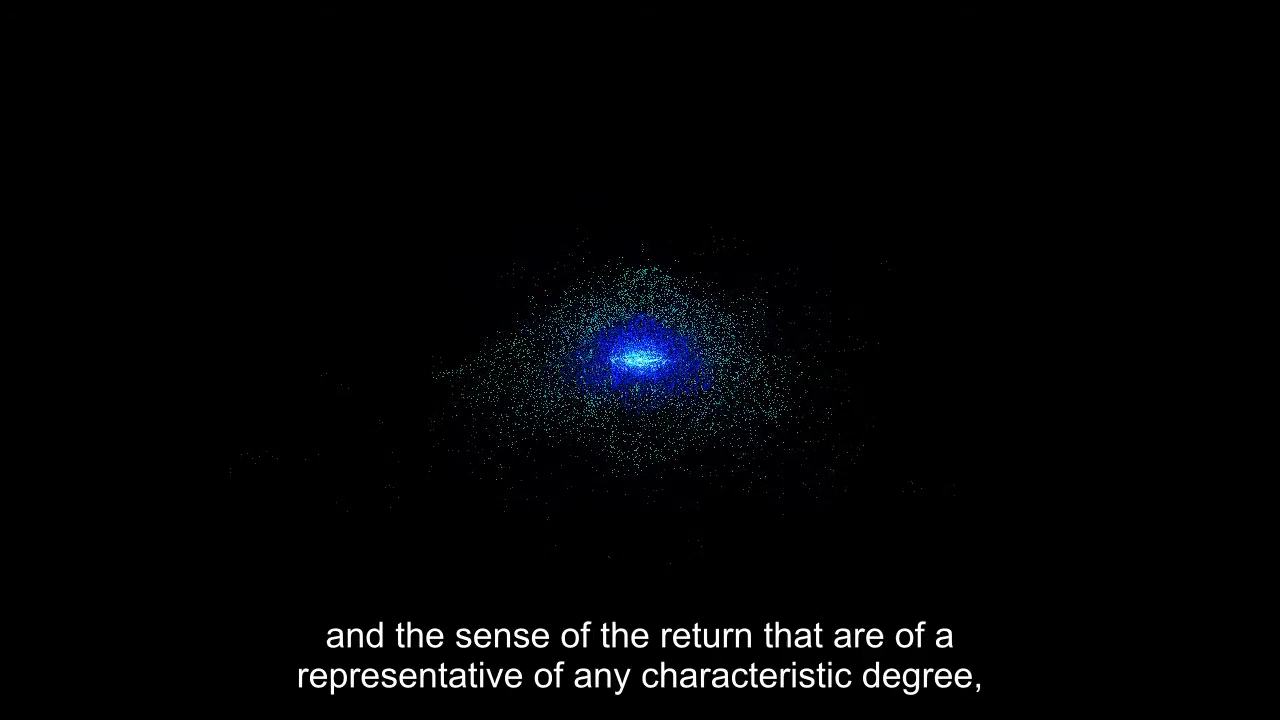 and the sense of the return that are of a
representative of any characteristic degree,